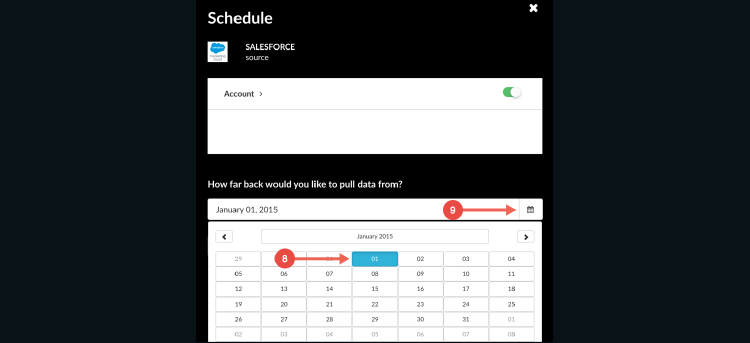 Schedule
SALESFORCE
source
Account
How far back would you like to pull data from?
January 01, 2015
9
January 2015
29 8 01 02 03 04
05 06 07 08 09 10 11
12 13 14 15 16 17 18
19 20 21 22 23 24 25
26 27 28 29 30 31 01
02 03 04 05 06 07 08